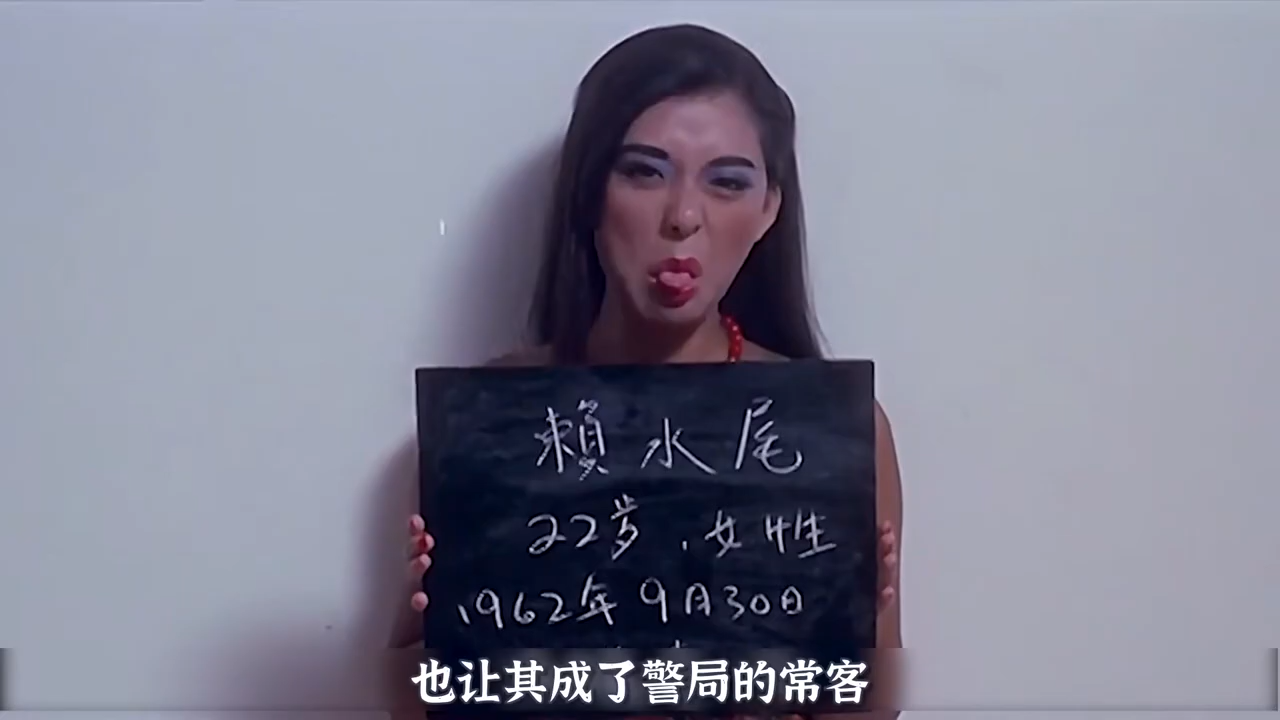 賴水尾
22岁,女性
1962年9月30日
也让其成了警局的常客